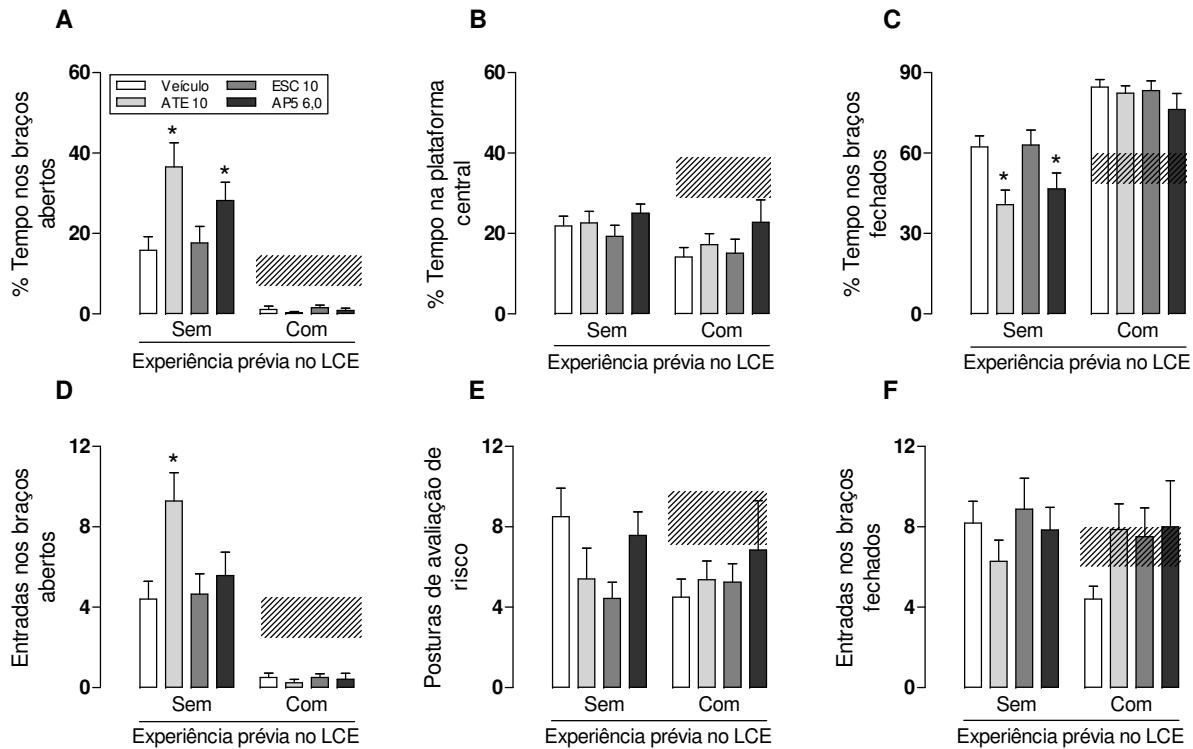 A
B
C
60
40
20
0
% Tempo nos braços
abertos
Veículo
ESC 10
ATE 10
AP5 6,0
*
*
Sem
Com
Experiência prévia no LCE
60
40
20
0
% Tempo na plataforma
central
Sem
Com
Experiência prévia no LCE
90
60
30
0
% Tempo nos braços
fechados
*
*
Sem
Com
Experiência prévia no LCE
D
E
F
12
8
4
0
Entradas nos braços
abertos
*
Sem
Com
Experiência prévia no LCE
12
8
4
0
Posturas de avaliação de
risco
Sem
Com
Experiência prévia no LCE
12
8
4
0
Entradas nos braços
fechados
Sem
Com
Experiência prévia no LCE